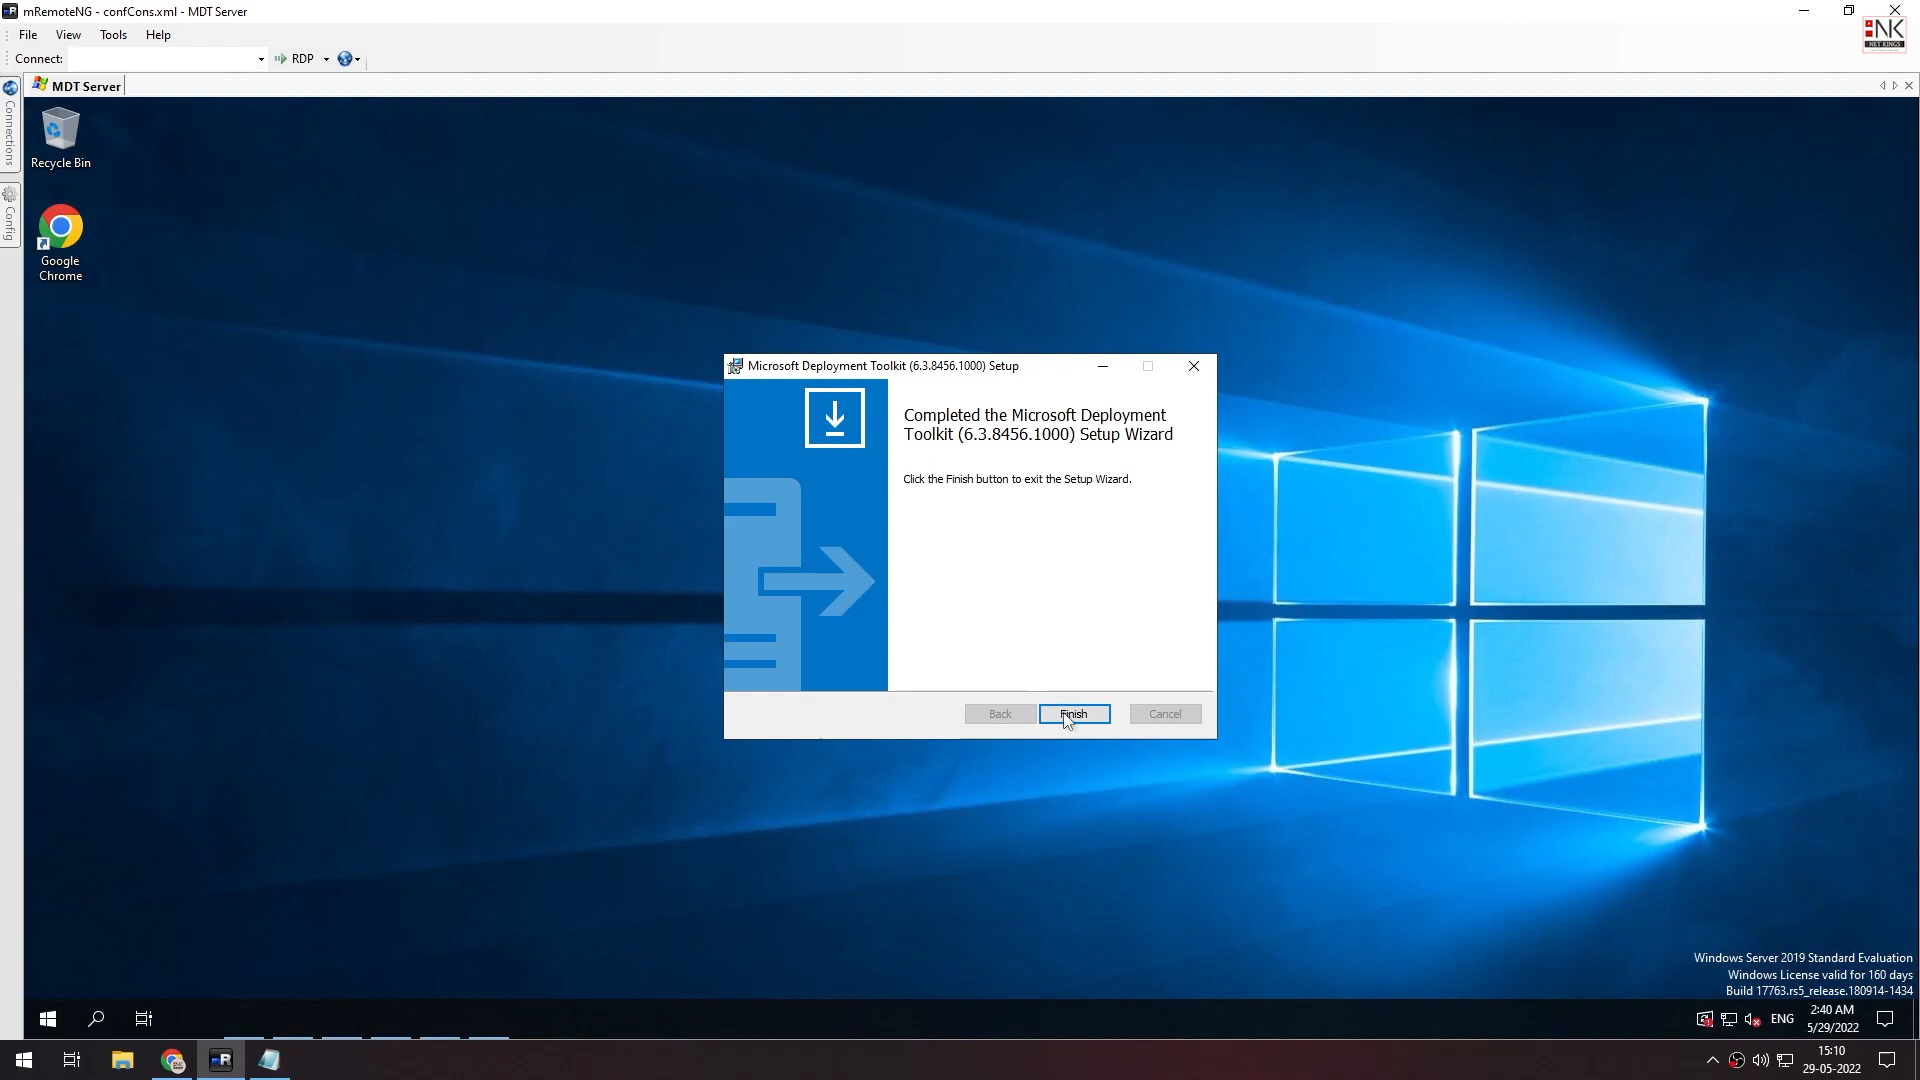 mRemoteNG - confCons.xml - MDT Server
NK
NET KINGS
File View Tools Help
Connect: RDP
MDT Server
Connections
Config
Recycle Bin
Google
Chrome
Microsoft Deployment Toolkit (6.3.8456.1000) Setup
Completed the Microsoft Deployment
Toolkit (6.3.8456.1000) Setup Wizard
Click the Finish button to exit the Setup Wizard.
Back Finish Cancel
Windows Server 2019 Standard Evaluation
Windows License valid for 160 days
Build 17763.rs5_release.180914-1434
ENG
2:40 AM
5/29/2022
mR
15:10
29-05-2022